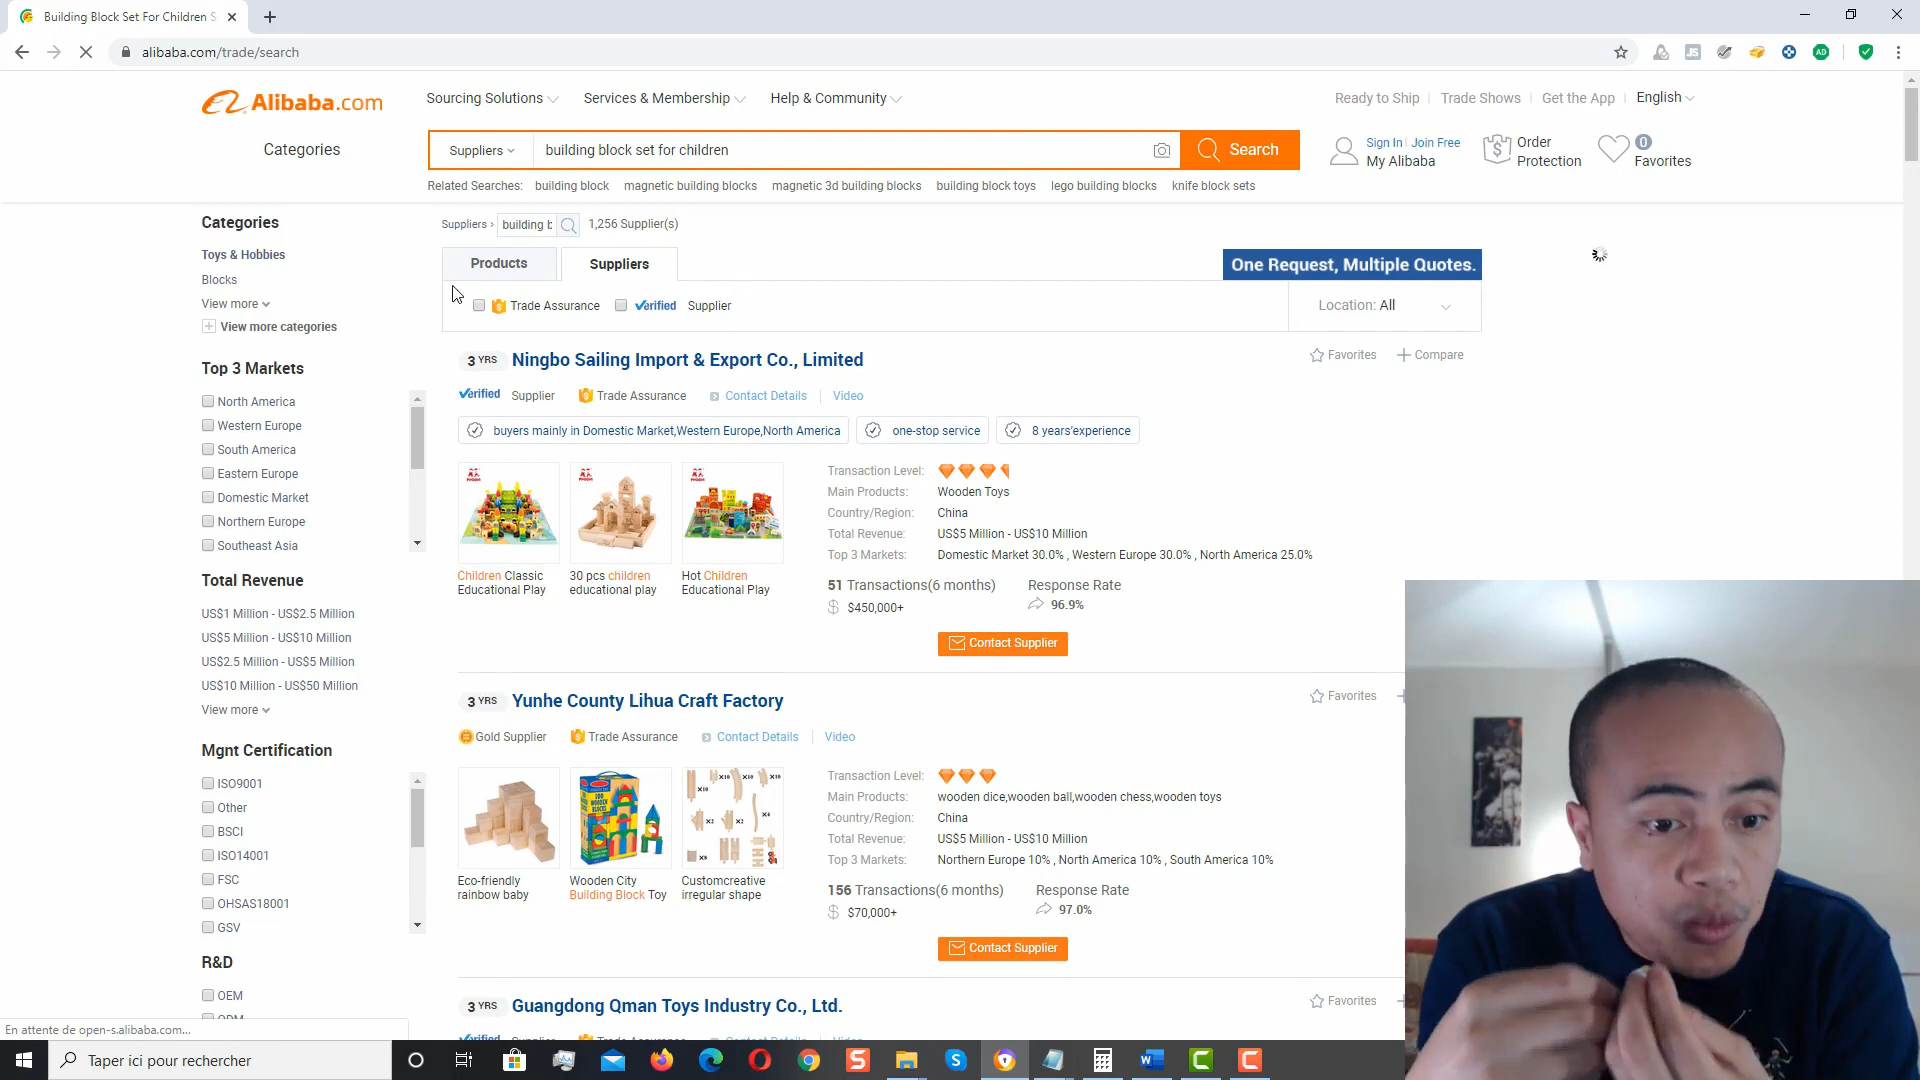 Building Block Set For Children S
alibaba.com/trade/search
Alibaba.com
Sourcing Solutions
Services & Membership
Help & Community
Ready to Ship
Trade Shows
Get the App
English
Categories
Suppliers
building block set for children
Search
Sign In
Join Free
My Alibaba
Order
Protection
0
Favorites
Related Searches: building block magnetic building blocks magnetic 3d building blocks building block toys lego building blocks knife block sets
Categories
Toys & Hobbies
Blocks
View more
View more categories
Top 3 Markets
North America
Western Europe
South America
Eastern Europe
Domestic Market
Northern Europe
Southeast Asia
Total Revenue
US$1 Million - US$2.5 Million
US$5 Million - US$10 Million
US$2.5 Million - US$5 Million
US$10 Million - US$50 Million
View more
Mgnt Certification
ISO9001
Other
BSCI
ISO14001
FSC
OHSAS18001
GSV
R&D
OEM
ODM
Suppliers › building b 1,256 Supplier(s)
Products
Suppliers
One Request, Multiple Quotes.
Trade Assurance
Verified Supplier
Location: All
3 YRS Ningbo Sailing Import & Export Co., Limited
Favorites
Compare
Verified Supplier Trade Assurance Contact Details Video
buyers mainly in Domestic Market,Western Europe,North America
one-stop service
8 years'experience
Children Classic
Educational Play
30 pcs children
educational play
Hot Children
Educational Play
Transaction Level:
Main Products: Wooden Toys
Country/Region: China
Total Revenue: US$5 Million - US$10 Million
Top 3 Markets: Domestic Market 30.0% , Western Europe 30.0% , North America 25.0%
51 Transactions(6 months)
$450,000+
Response Rate
96.9%
Contact Supplier
3 YRS Yunhe County Lihua Craft Factory
Favorites
Gold Supplier Trade Assurance Contact Details Video
Eco-friendly
rainbow baby
Wooden City
Building Block Toy
Customcreative
irregular shape
Transaction Level:
Main Products: wooden dice,wooden ball,wooden chess,wooden toys
Country/Region: China
Total Revenue: US$5 Million - US$10 Million
Top 3 Markets: Northern Europe 10% , North America 10% , South America 10%
156 Transactions(6 months)
$70,000+
Response Rate
97.0%
Contact Supplier
3 YRS Guangdong Qman Toys Industry Co., Ltd.
Favorites
Verified Supplier Trade Assurance Contact Details Video
En attente de open-s.alibaba.com...
Taper ici pour rechercher